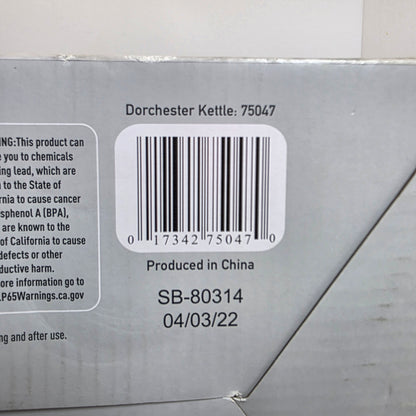 Dorchester Kettle: 75047
NG:This product can
you to chemicals
ing lead, which are
to the State of
rnia to cause cancer
sphenol A (BPA),
are known to the
of California to cause
defects or other
ductive harm.
ore information go to
.P65Warnings.ca.gov
ng and after use.
0 17342 75047 0
Produced in China
SB-80314
04/03/22